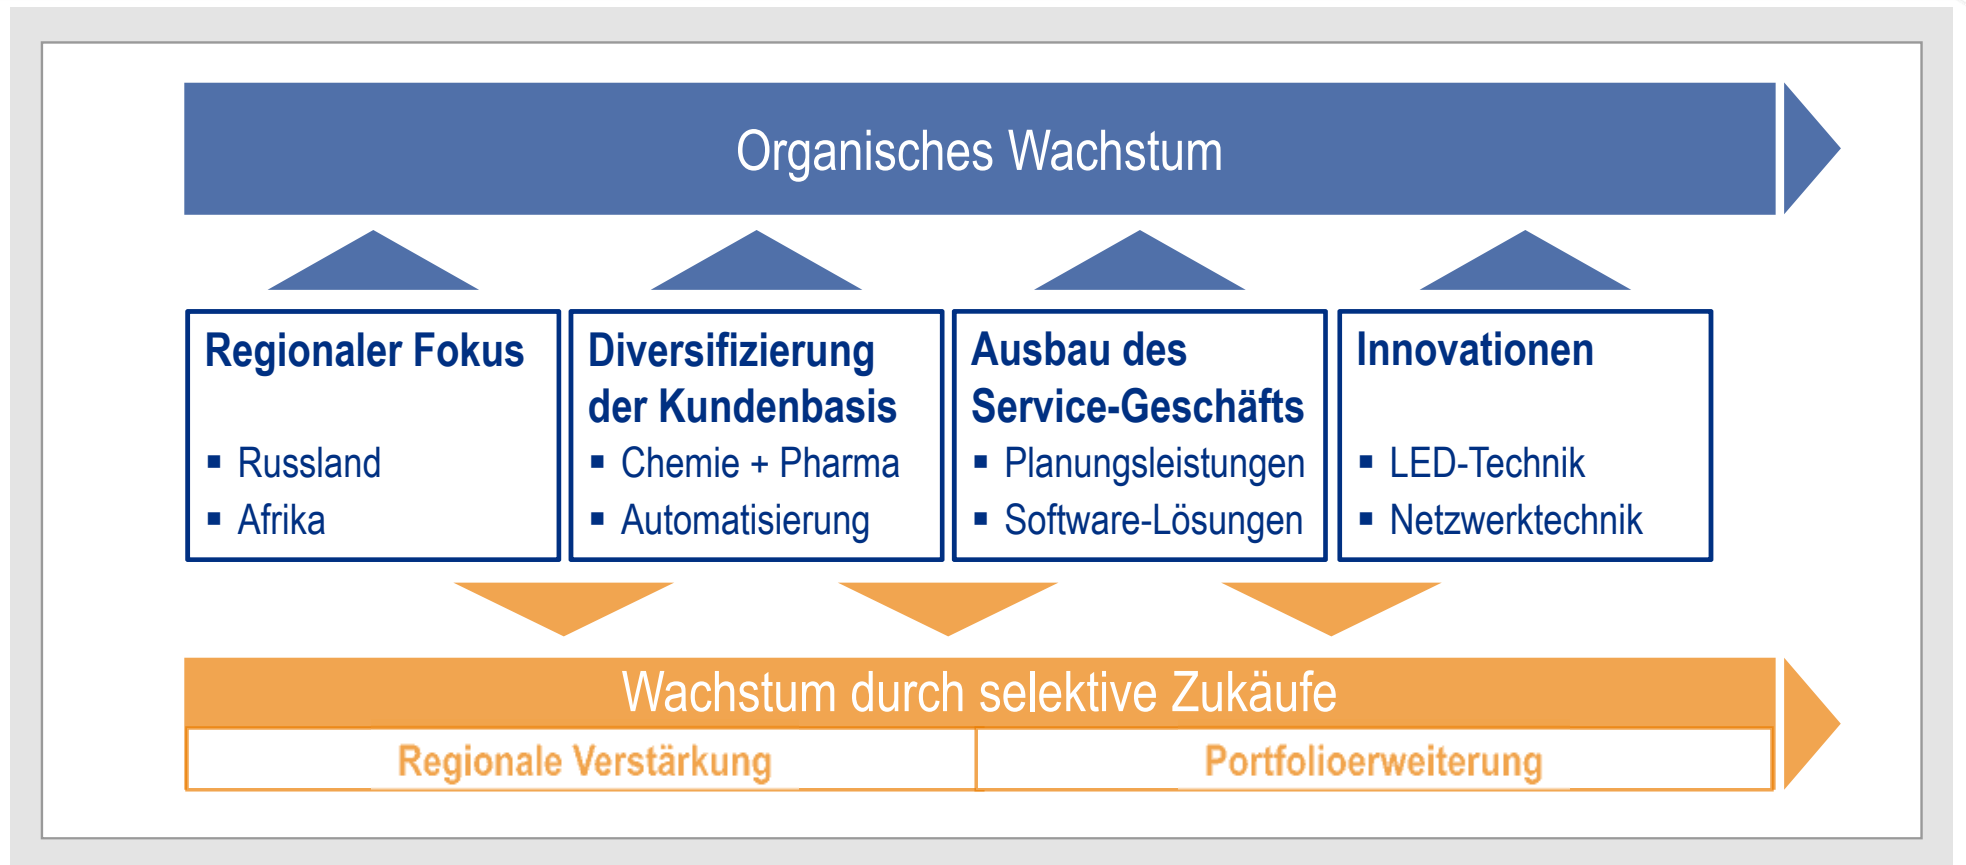 Organisches Wachstum
Regionaler Fokus
▪ Russland
▪ Afrika
Diversifizierung
der Kundenbasis
▪ Chemie + Pharma
▪ Automatisierung
Ausbau des
Service-Geschäfts
▪ Planungsleistungen
▪ Software-Lösungen
Innovationen
▪ LED-Technik
▪ Netzwerktechnik
Wachstum durch selektive Zukäufe
Regionale Verstärkung
Portfolioerweiterung